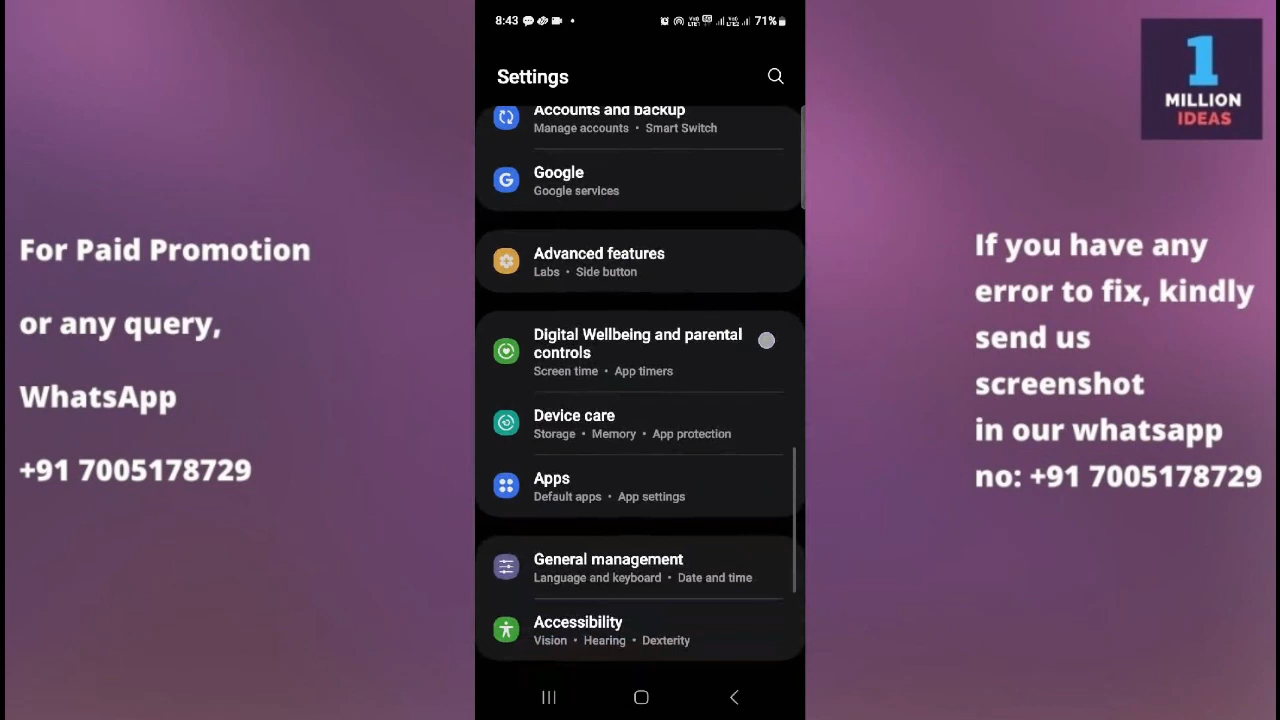 8:43
71%
Settings
1
MILLION
IDEAS
Accounts and backup
Manage accounts • Smart Switch
Google
Google services
Advanced features
Labs • Side button
Digital Wellbeing and parental
controls
Screen time • App timers
Device care
Storage • Memory • App protection
Apps
Default apps • App settings
General management
Language and keyboard • Date and time
Accessibility
Vision • Hearing • Dexterity
For Paid Promotion
or any query,
WhatsApp
+91 7005178729
If you have any
error to fix, kindly
send us
screenshot
in our whatsapp
no: +91 7005178729